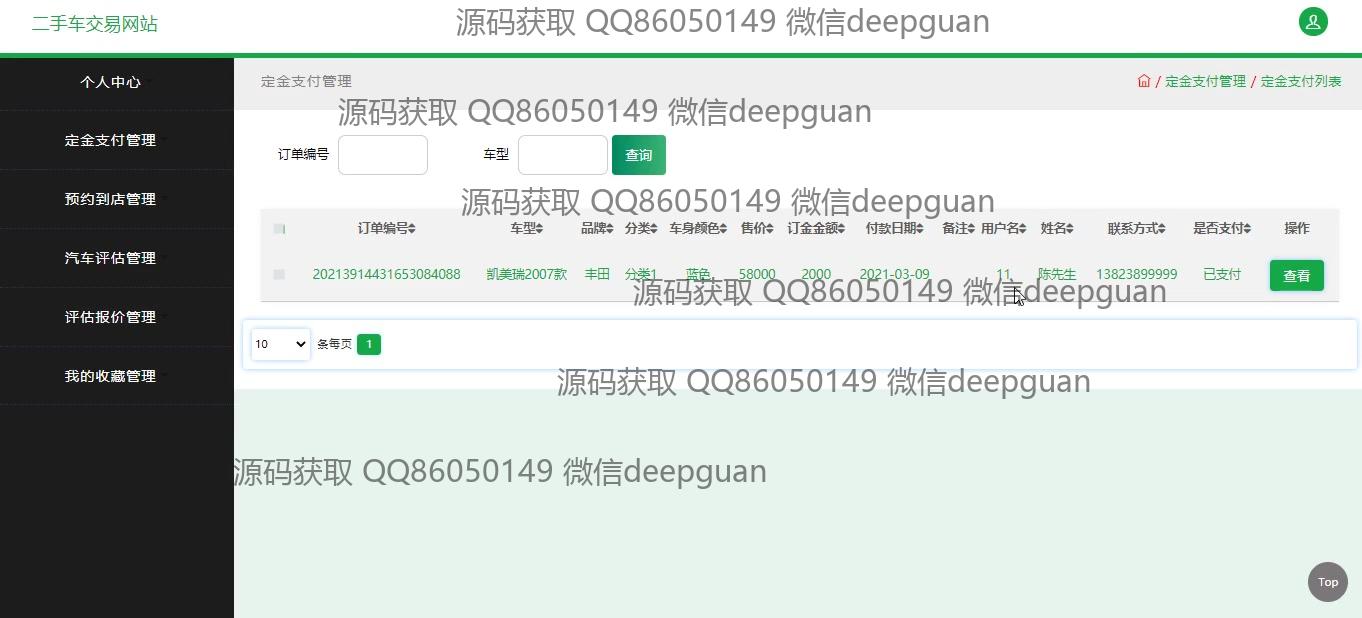 二手车交易网站
源码获取 QQ86050149 微信deepguan
个人中心
定金支付管理
预约到店管理
汽车评估管理
评估报价管理
我的收藏管理
定金支付管理
/ 定金支付管理 / 定金支付列表
源码获取 QQ86050149 微信deepguan
订单编号 车型 查询
源码获取 QQ86050149 微信deepguan
订单编号 车型 品牌 分类 车身颜色 售价 订金金额 付款日期 备注 用户名 姓名 联系方式 是否支付 操作
20213914431653084088 凯美瑞2007款 丰田 分类1 蓝色 58000 2000 2021-03-09 11 陈先生 13823899999 已支付 查看
源码获取 QQ86050149 微信deepguan
10 条每页 1
源码获取 QQ86050149 微信deepguan
源码获取 QQ86050149 微信deepguan
Top